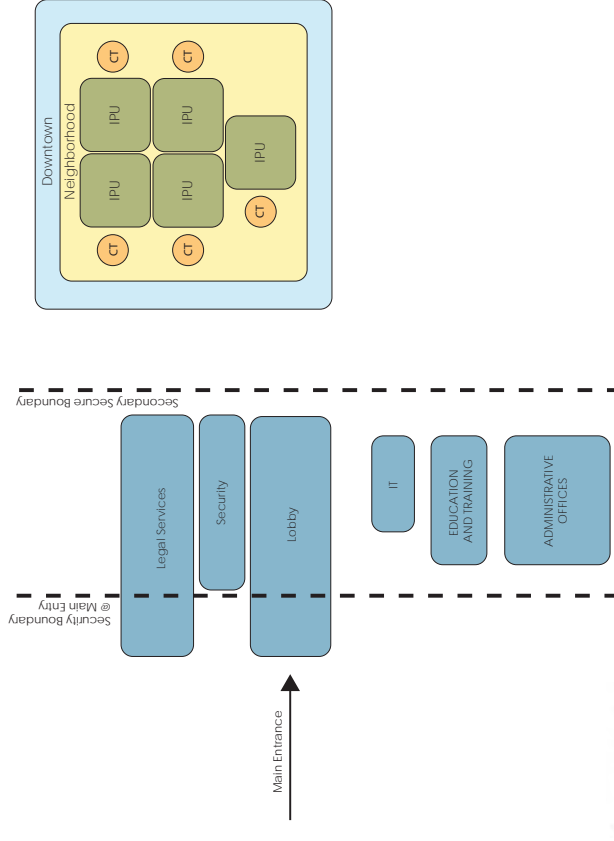 Downtown
Neighborhood
CT
CT
IPU
IPU
CT
CT
IPU
IPU
IPU
CT
Secondary Secure Boundary
Legal Services
Security
Lobby
IT
EDUCATION
AND TRAINING
ADMINISTRATIVE
OFFICES
Security Boundary
@ Main Entry
Main Entrance